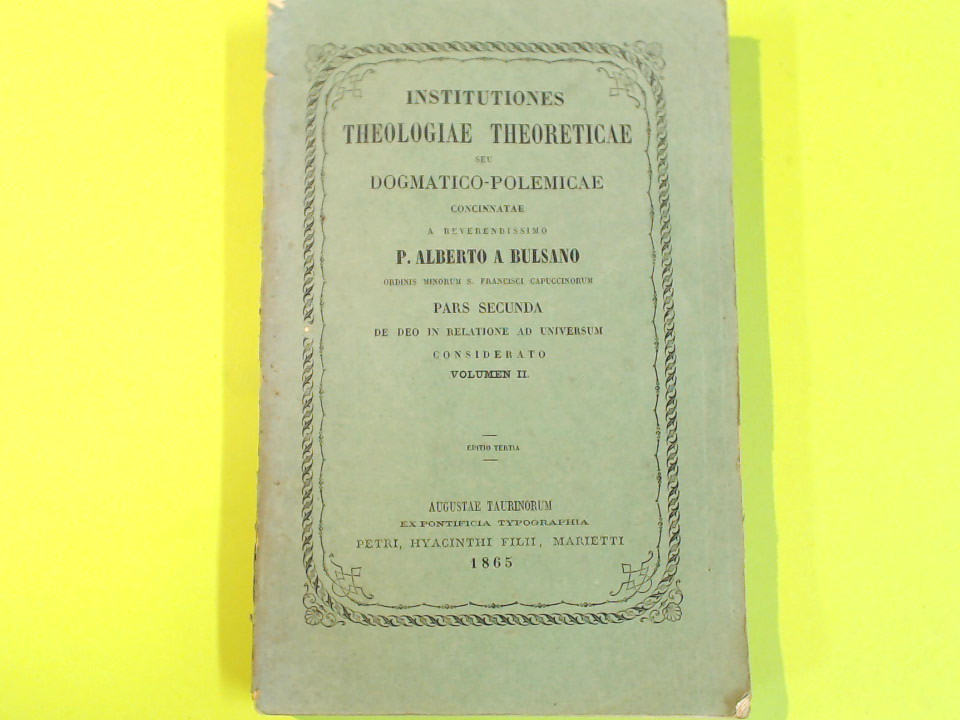 INSTITUTIONES
THEOLOGIAE THEORETICAE
SEU
DOGMATICO-POLEMICAE
CONCINNATAE
A REVERENDISSIMO
P. ALBERTO A BULSANO
ORDINIS MINORUM S. FRANCISCI CAPUCCINORUM
PARS SECUNDA
DE DEO IN RELATIONE AD UNIVERSUM
CONSIDERATO
VOLUMEN II.
EDITIO TERTIA
AUGUSTAE TAURINORUM
EX PONTIFICIA TYPOGRAPHIA
PETRI, HYACINTHI FILII, MARIETTI
1865